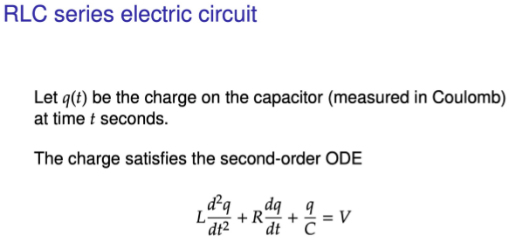 RLC series electric circuit
Let q(t) be the charge on the capacitor (measured in Coulomb)
at time t seconds.
The charge satisfies the second-order ODE
L d²q/dt² + R dq/dt + q/C = V